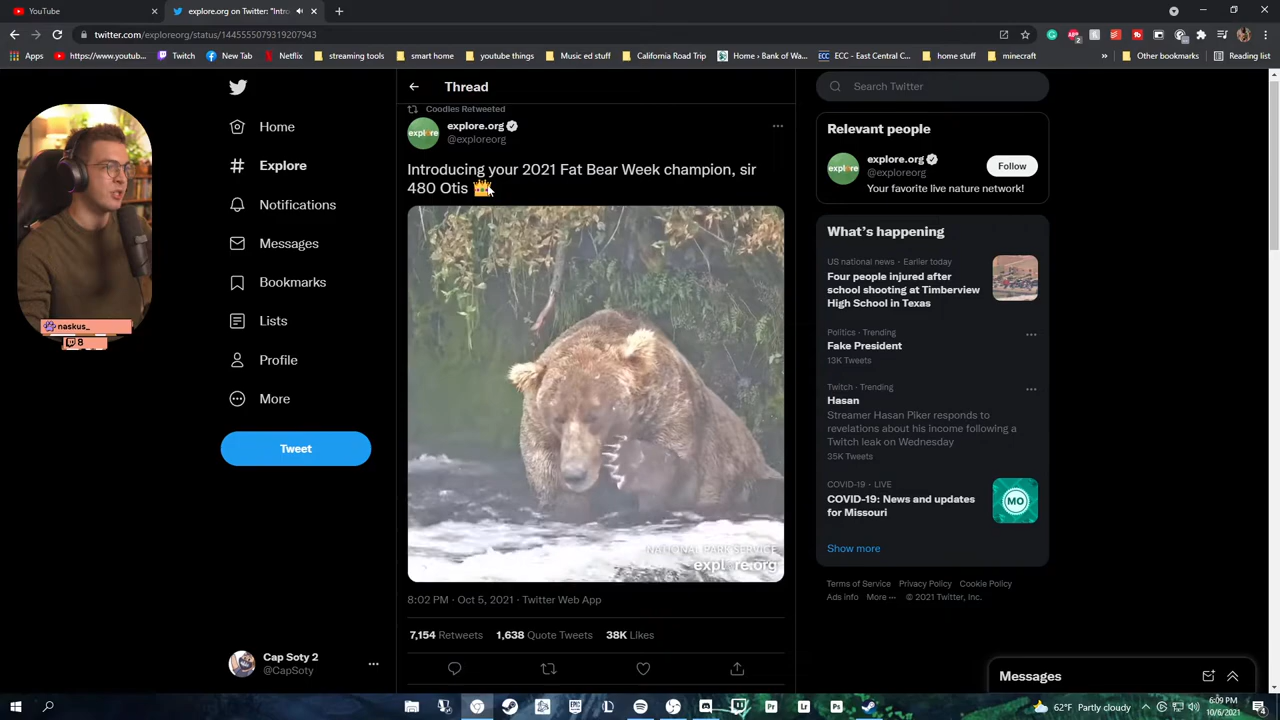 YouTube
explore.org on Twitter: "Intro
twitter.com/exploreorg/status/1445555079319207943
Apps
https://www.youtub...
Twitch
New Tab
Netflix
streaming tools
smart home
youtube things
Music ed stuff
California Road Trip
Home › Bank of Wa...
ECC - East Central C...
home stuff
minecraft
»
Other bookmarks
Reading list
Home
Explore
Notifications
Messages
Bookmarks
Lists
Profile
More
Tweet
Cap Soty 2
@CapSoty
naskus_
8
Thread
Coodles Retweeted
explore.org
@exploreorg
Introducing your 2021 Fat Bear Week champion, sir
480 Otis 👑
NATIONAL PARK SERVICE
explore.org
8:02 PM · Oct 5, 2021 · Twitter Web App
7,154 Retweets 1,638 Quote Tweets 38K Likes
Search Twitter
Relevant people
explore.org
@exploreorg
Follow
Your favorite live nature network!
What's happening
US national news · Earlier today
Four people injured after
school shooting at Timberview
High School in Texas
Politics · Trending
Fake President
13K Tweets
Twitch · Trending
Hasan
Streamer Hasan Piker responds to
revelations about his income following a
Twitch leak on Wednesday
35K Tweets
COVID-19 · LIVE
COVID-19: News and updates
for Missouri
MO
Show more
Terms of Service Privacy Policy Cookie Policy
Ads info More ··· © 2021 Twitter, Inc.
Messages
62°F Partly cloudy
6:09 PM
10/6/2021